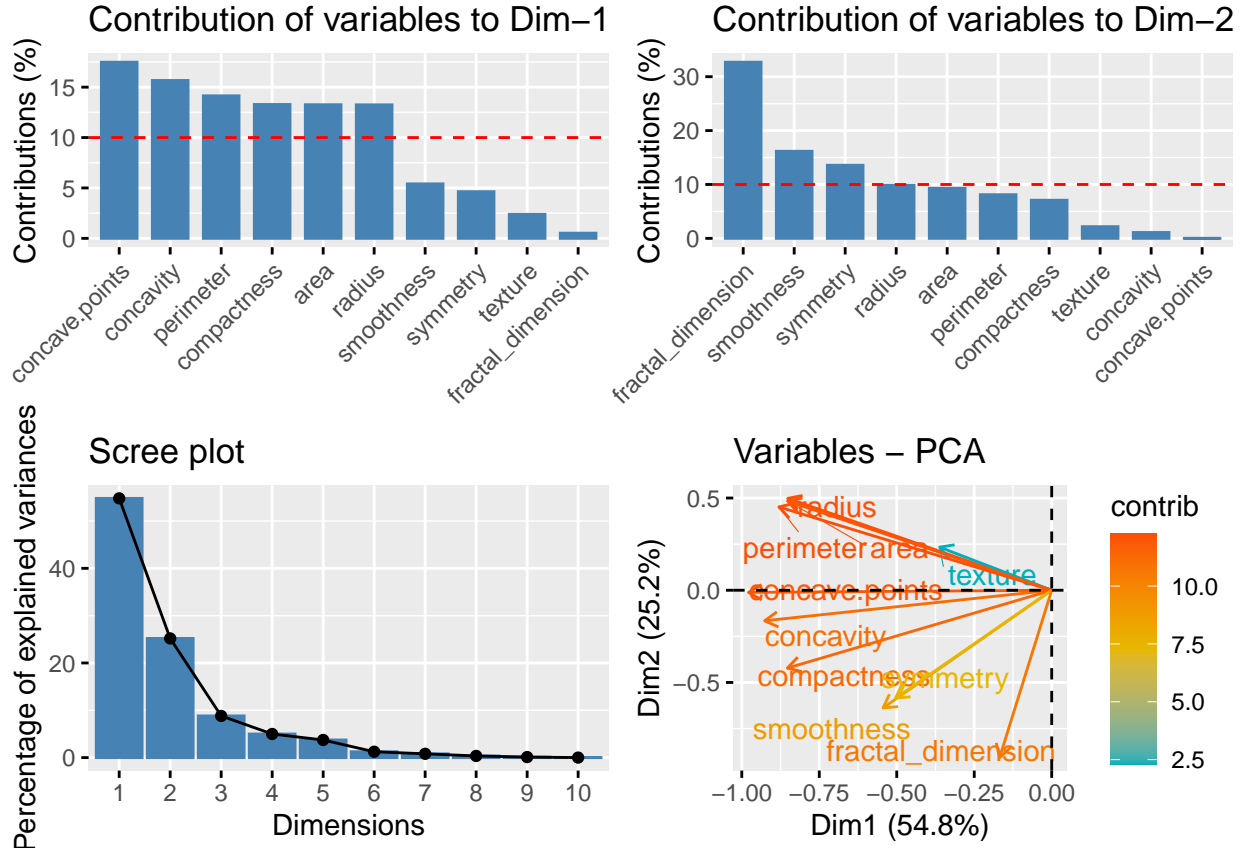 Contribution of variables to Dim−1
Contributions (%)
15
10
5
0
concave.points
concavity
perimeter
compactness
area
radius
smoothness
symmetry
texture
fractal_dimension
Contribution of variables to Dim−2
Contributions (%)
30
20
10
0
fractal_dimension
smoothness
symmetry
radius
area
perimeter
compactness
texture
concavity
concave.points
Scree plot
Percentage of explained variances
40
20
0
1 2 3 4 5 6 7 8 9 10
Dimensions
Variables − PCA
Dim2 (25.2%)
0.5
0.0
−0.5
radius
perimeter
area
texture
concave.points
concavity
compactness
symmetry
smoothness
fractal_dimension
−1.00 −0.75 −0.50 −0.25 0.00
Dim1 (54.8%)
contrib
10.0
7.5
5.0
2.5